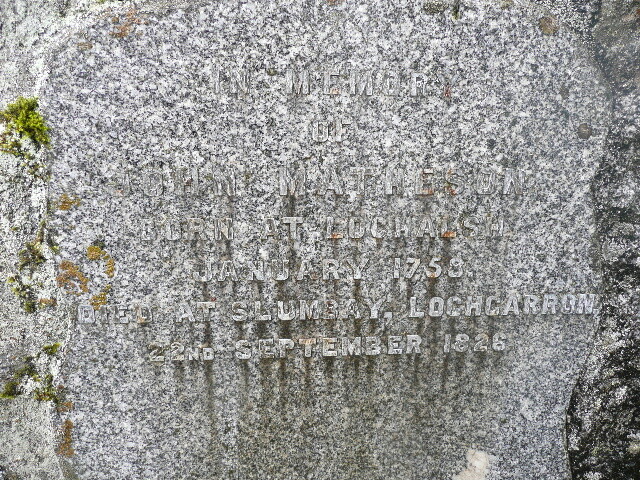 IN MEMORY
OF
JOHN MATHESON
BORN AT LOCHALSH
JANUARY 1758.
DIED AT SLUMBAY, LOCHCARRON,
22ND SEPTEMBER 1826